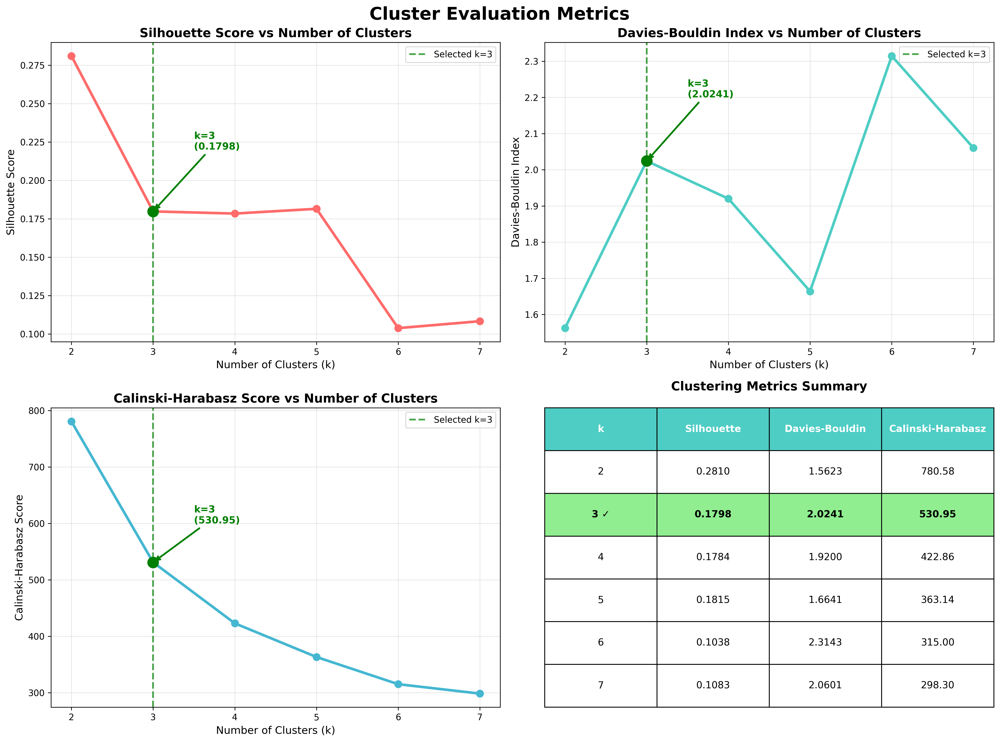 Cluster Evaluation Metrics
Silhouette Score vs Number of Clusters
Silhouette Score
0.275
0.250
0.225
0.200
0.175
0.150
0.125
0.100
Selected k=3
k=3
(0.1798)
2 3 4 5 6 7
Number of Clusters (k)
Davies-Bouldin Index vs Number of Clusters
Davies-Bouldin Index
2.3
2.2
2.1
2.0
1.9
1.8
1.7
1.6
Selected k=3
k=3
(2.0241)
2 3 4 5 6 7
Number of Clusters (k)
Calinski-Harabasz Score vs Number of Clusters
Calinski-Harabasz Score
800
700
600
500
400
300
Selected k=3
k=3
(530.95)
2 3 4 5 6 7
Number of Clusters (k)
Clustering Metrics Summary
k Silhouette Davies-Bouldin Calinski-Harabasz
2 0.2810 1.5623 780.58
3 ✓ 0.1798 2.0241 530.95
4 0.1784 1.9200 422.86
5 0.1815 1.6641 363.14
6 0.1038 2.3143 315.00
7 0.1083 2.0601 298.30